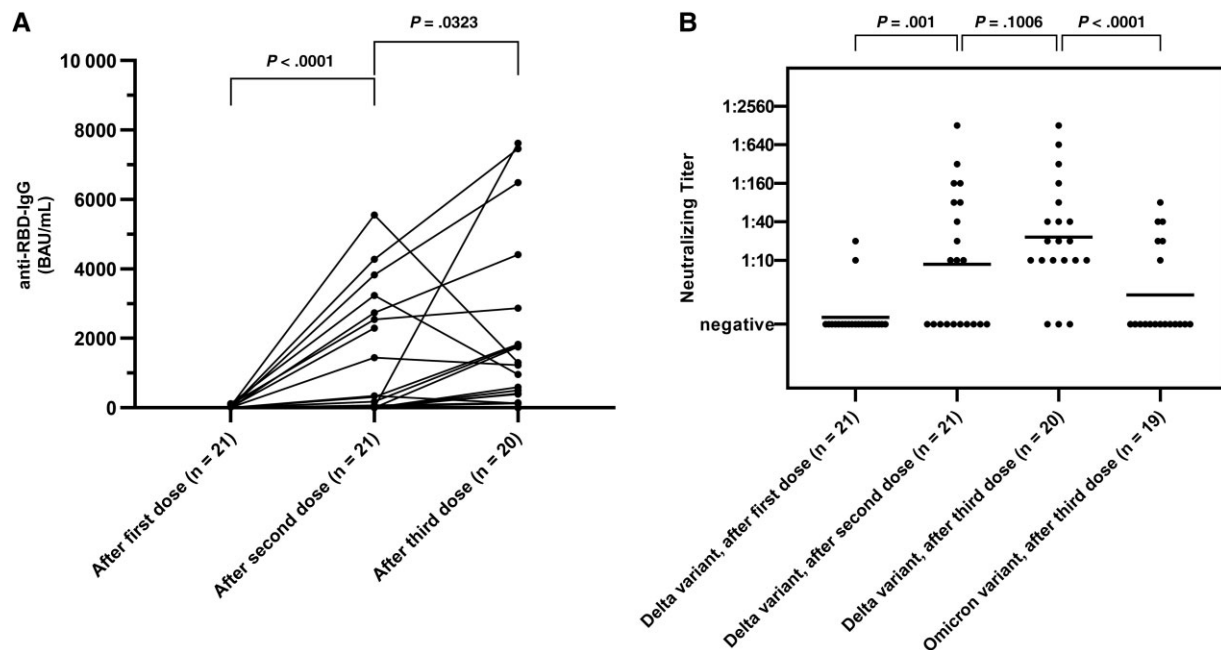 A
P < .0001
P = .0323
10 000
8000
6000
4000
2000
0
anti-RBD-IgG
(BAU/mL)
After first dose (n = 21)
After second dose (n = 21)
After third dose (n = 20)
B
P = .001
P = .1006
P < .0001
1:2560
1:640
1:160
1:40
1:10
negative
Neutralizing Titer
Delta variant, after first dose (n = 21)
Delta variant, after second dose (n = 21)
Delta variant, after third dose (n = 20)
Omicron variant, after third dose (n = 19)